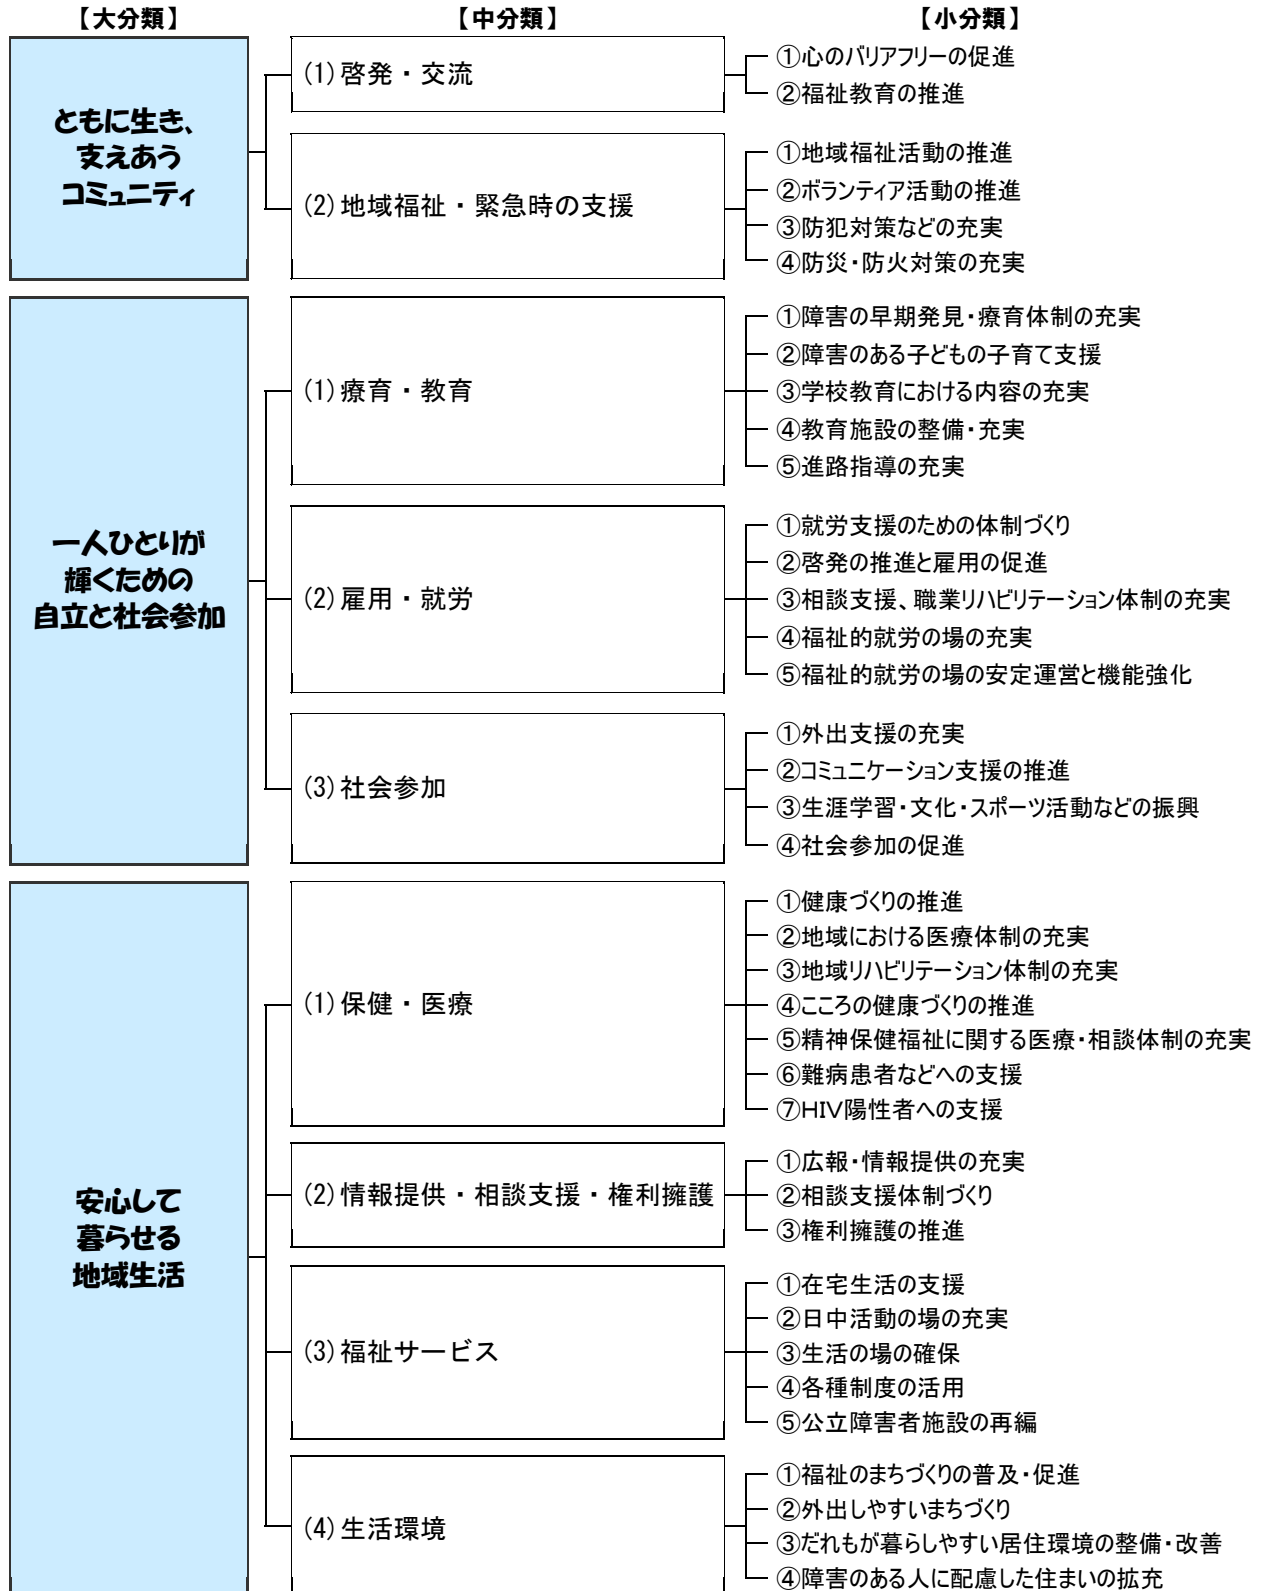 【大分類】
【中分類】
【小分類】
ともに生き、
支えあう
コミュニティ
(1)啓発・交流
①心のバリアフリーの促進
②福祉教育の推進
(2)地域福祉・緊急時の支援
①地域福祉活動の推進
②ボランティア活動の推進
③防犯対策などの充実
④防災・防火対策の充実
一人ひとりが
輝くための
自立と社会参加
(1)療育・教育
①障害の早期発見・療育体制の充実
②障害のある子どもの子育て支援
③学校教育における内容の充実
④教育施設の整備・充実
⑤進路指導の充実
(2)雇用・就労
①就労支援のための体制づくり
②啓発の推進と雇用の促進
③相談支援、職業リハビリテーション体制の充実
④福祉的就労の場の充実
⑤福祉的就労の場の安定運営と機能強化
(3)社会参加
①外出支援の充実
②コミュニケーション支援の推進
③生涯学習・文化・スポーツ活動などの振興
④社会参加の促進
安心して
暮らせる
地域生活
(1)保健・医療
①健康づくりの推進
②地域における医療体制の充実
③地域リハビリテーション体制の充実
④こころの健康づくりの推進
⑤精神保健福祉に関する医療・相談体制の充実
⑥難病患者などへの支援
⑦HIV陽性者への支援
(2)情報提供・相談支援・権利擁護
①広報・情報提供の充実
②相談支援体制づくり
③権利擁護の推進
(3)福祉サービス
①在宅生活の支援
②日中活動の場の充実
③生活の場の確保
④各種制度の活用
⑤公立障害者施設の再編
(4)生活環境
①福祉のまちづくりの普及・促進
②外出しやすいまちづくり
③だれもが暮らしやすい居住環境の整備・改善
④障害のある人に配慮した住まいの拡充